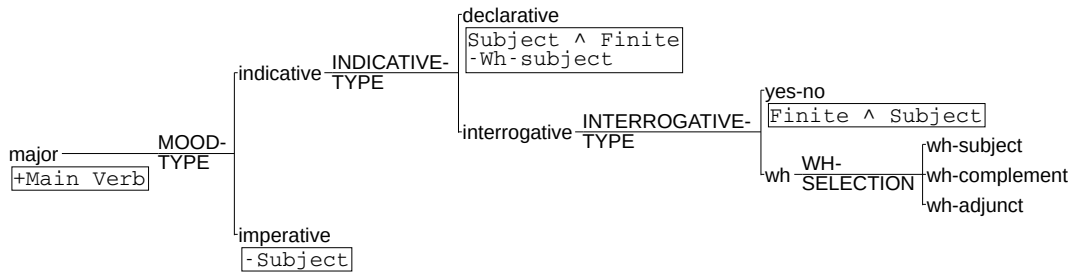 declarative
Subject ^ Finite
-Wh-subject
indicative INDICATIVE-
TYPE
yes-no
Finite ^ Subject
interrogative INTERROGATIVE-
TYPE
major MOOD-
TYPE
+Main Verb
wh-subject
wh WH-
SELECTION
wh-complement
wh-adjunct
imperative
-Subject